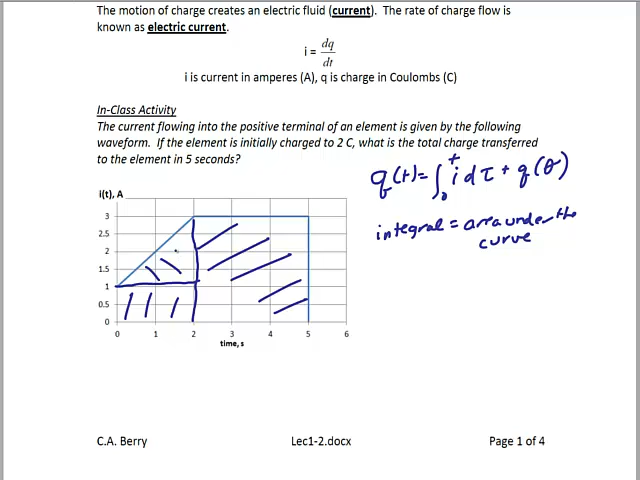 The motion of charge creates an electric fluid (current). The rate of charge flow is
known as electric current.
i = dq/dt
i is current in amperes (A), q is charge in Coulombs (C)
In-Class Activity
The current flowing into the positive terminal of an element is given by the following
waveform. If the element is initially charged to 2 C, what is the total charge transferred
to the element in 5 seconds?
q(t) = ∫₀ᵗ i dτ + q(0)
integral = area under the
curve
i(t), A
3
2.5
2
1.5
1
0.5
0
0 1 2 3 4 5 6
time, s
C.A. Berry Lec1-2.docx Page 1 of 4